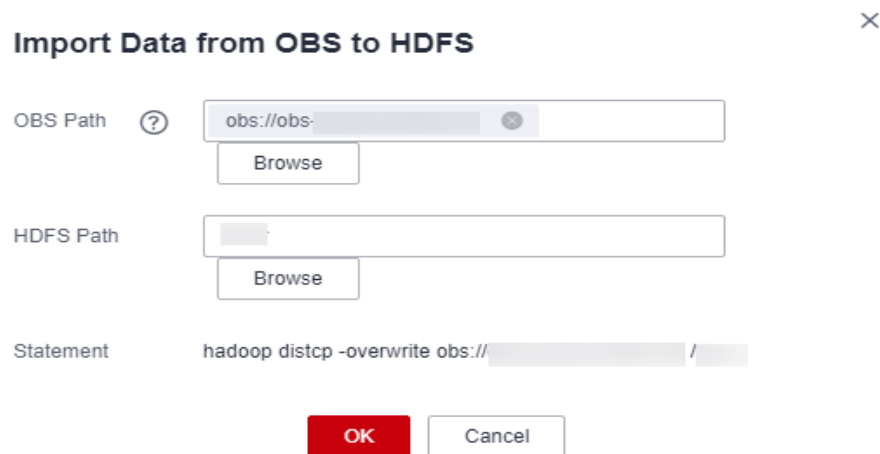 Import Data from OBS to HDFS
OBS Path ? obs://obs-
Browse
HDFS Path
Browse
Statement hadoop distcp -overwrite obs:// /
OK Cancel